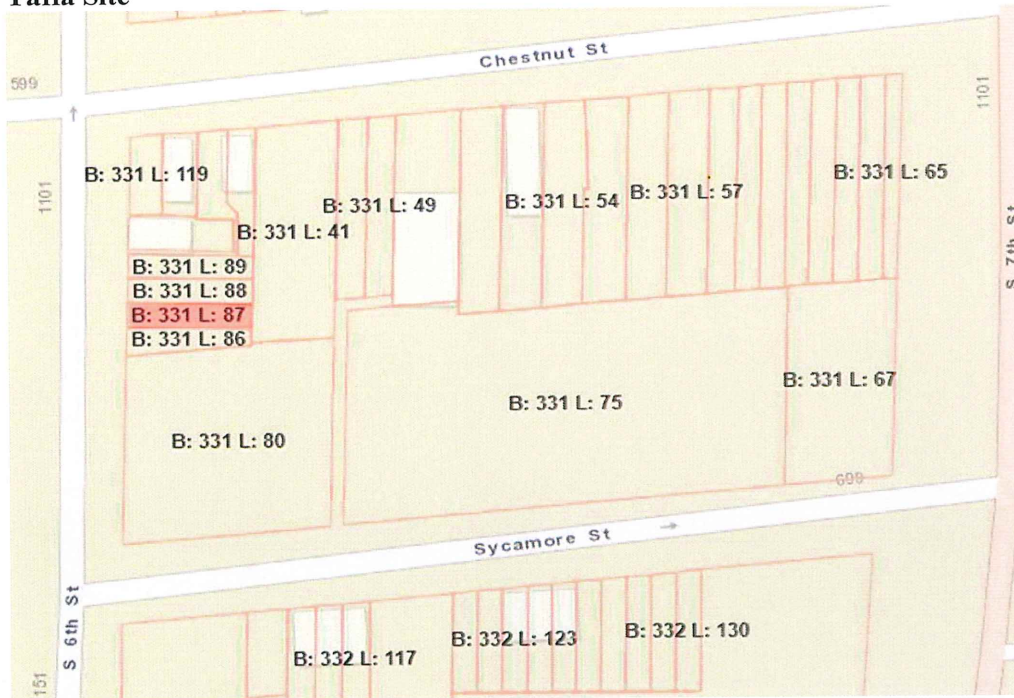 Chestnut St
599
1101
1101
B: 331 L: 119
B: 331 L: 65
B: 331 L: 49
B: 331 L: 54
B: 331 L: 57
B: 331 L: 41
S 7th St
B: 331 L: 89
B: 331 L: 88
B: 331 L: 87
B: 331 L: 86
B: 331 L: 67
B: 331 L: 75
B: 331 L: 80
699
Sycamore St
S 6th St
B: 332 L: 123
B: 332 L: 130
B: 332 L: 117
151